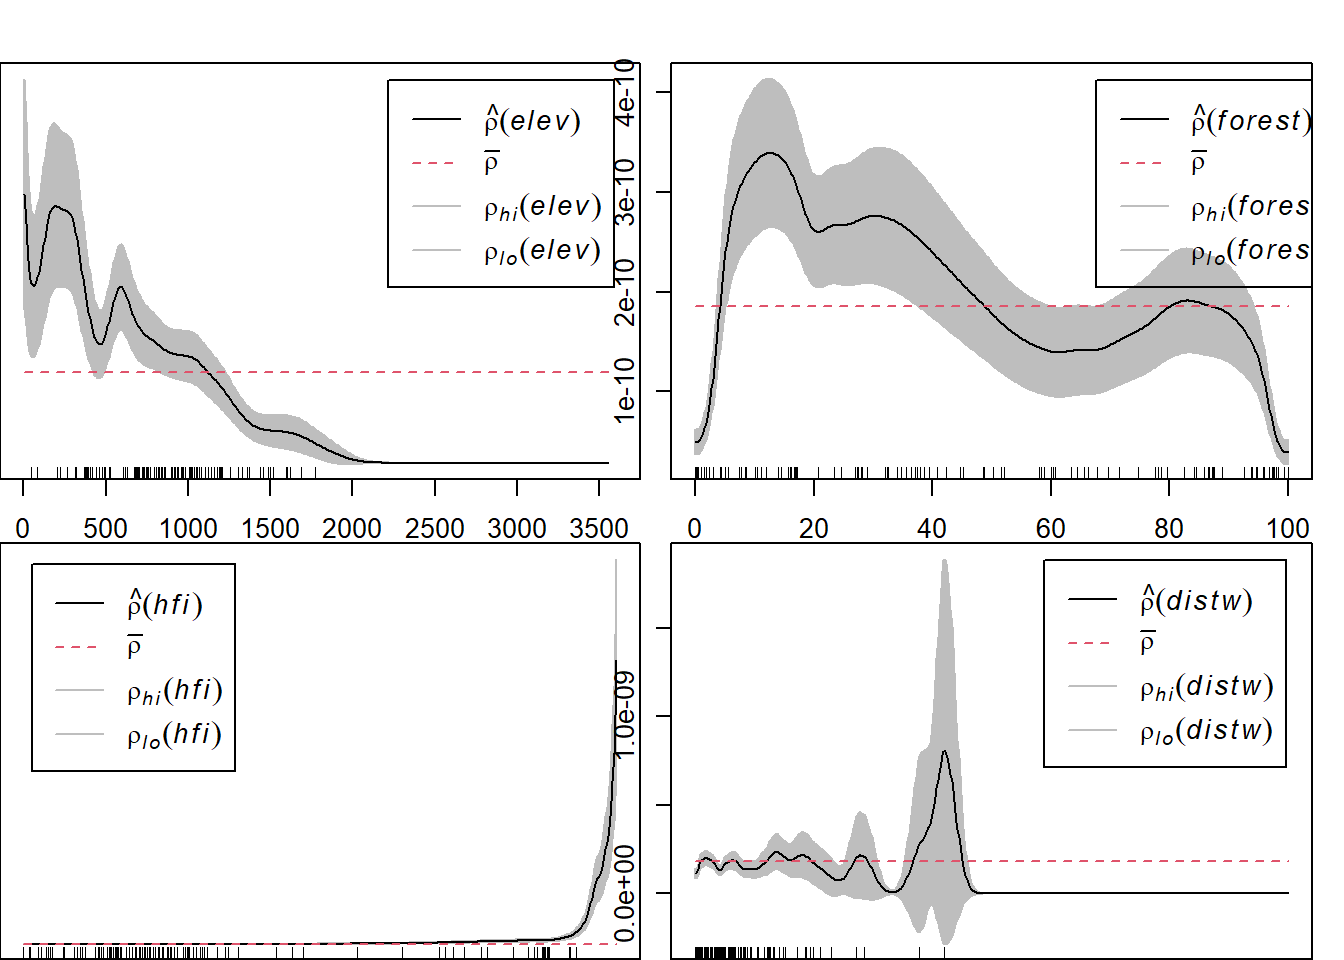 ρ̂(elev)
ρ̄
ρhi(elev)
ρlo(elev)
0 500 1000 1500 2000 2500 3000 3500
4e-10
3e-10
2e-10
1e-10
ρ̂(forest)
ρ̄
ρhi(fores
ρlo(fores
0 20 40 60 80 100
ρ̂(hfi)
ρ̄
ρhi(hfi)
ρlo(hfi)
1.0e-09
0.0e+00
ρ̂(distw)
ρ̄
ρhi(distw)
ρlo(distw)